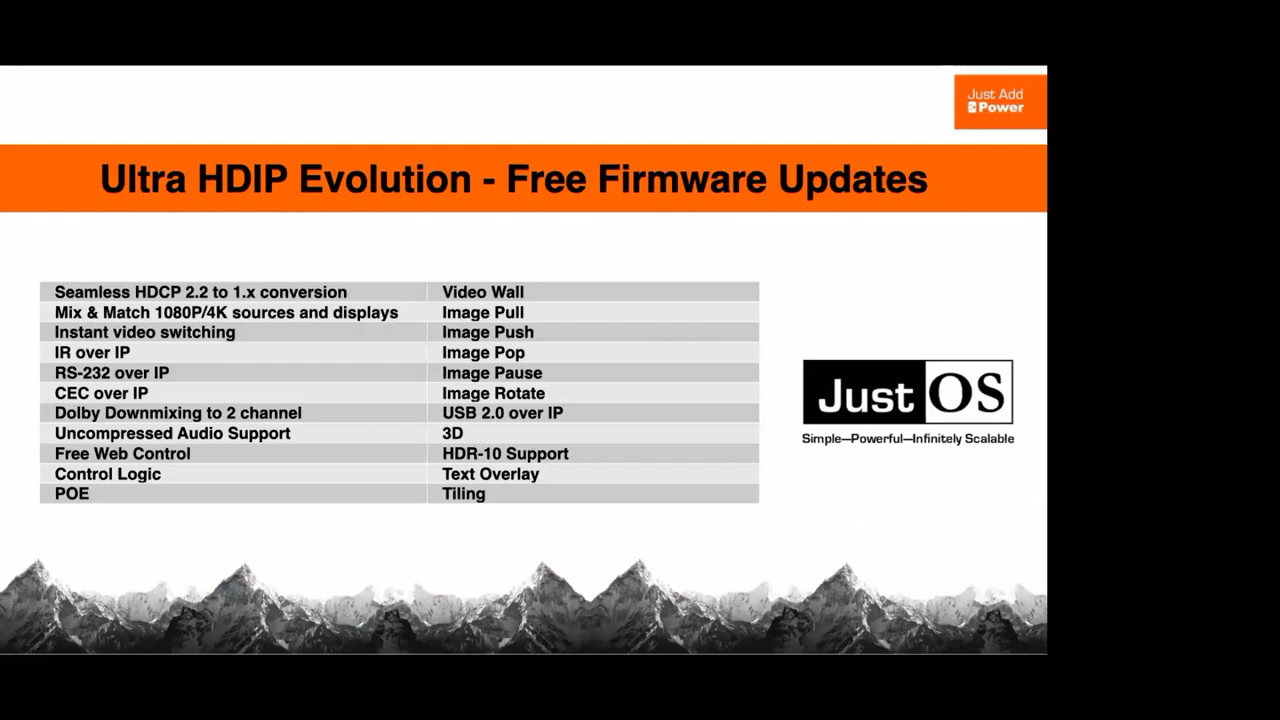 Just Add
Power
Ultra HDIP Evolution - Free Firmware Updates
Seamless HDCP 2.2 to 1.x conversion Video Wall
Mix & Match 1080P/4K sources and displays Image Pull
Instant video switching Image Push
IR over IP Image Pop
RS-232 over IP Image Pause
CEC over IP Image Rotate
Dolby Downmixing to 2 channel USB 2.0 over IP
Uncompressed Audio Support 3D
Free Web Control HDR-10 Support
Control Logic Text Overlay
POE Tiling
Just OS
Simple—Powerful—Infinitely Scalable